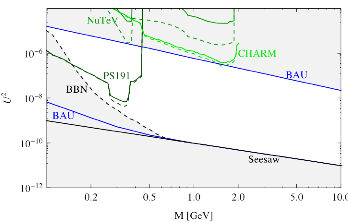 NuTeV
CHARM
PS191
BBN
BAU
BAU
Seesaw
U²
10⁻⁶
10⁻⁸
10⁻¹⁰
10⁻¹²
0.2 0.5 1.0 2.0 5.0 10.0
M [GeV]